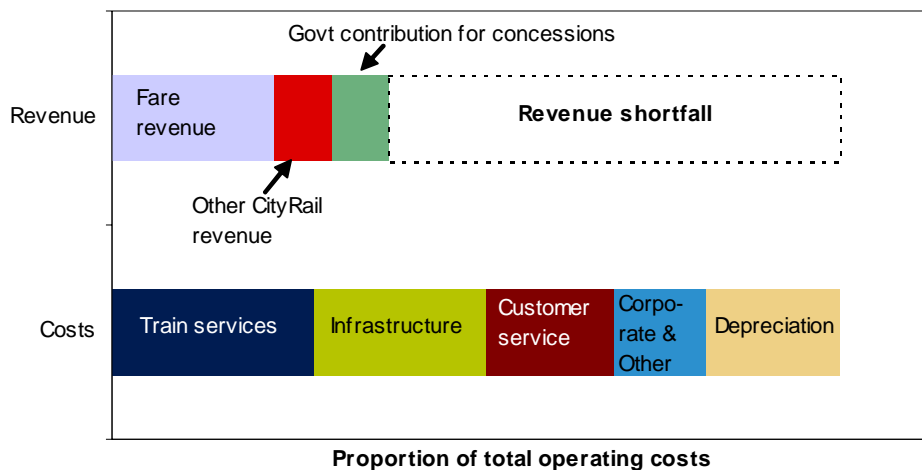 Govt contribution for concessions
Revenue
Fare
revenue
Revenue shortfall
Other CityRail
revenue
Costs
Train services
Infrastructure
Customer
service
Corpo-
rate &
Other
Depreciation
Proportion of total operating costs